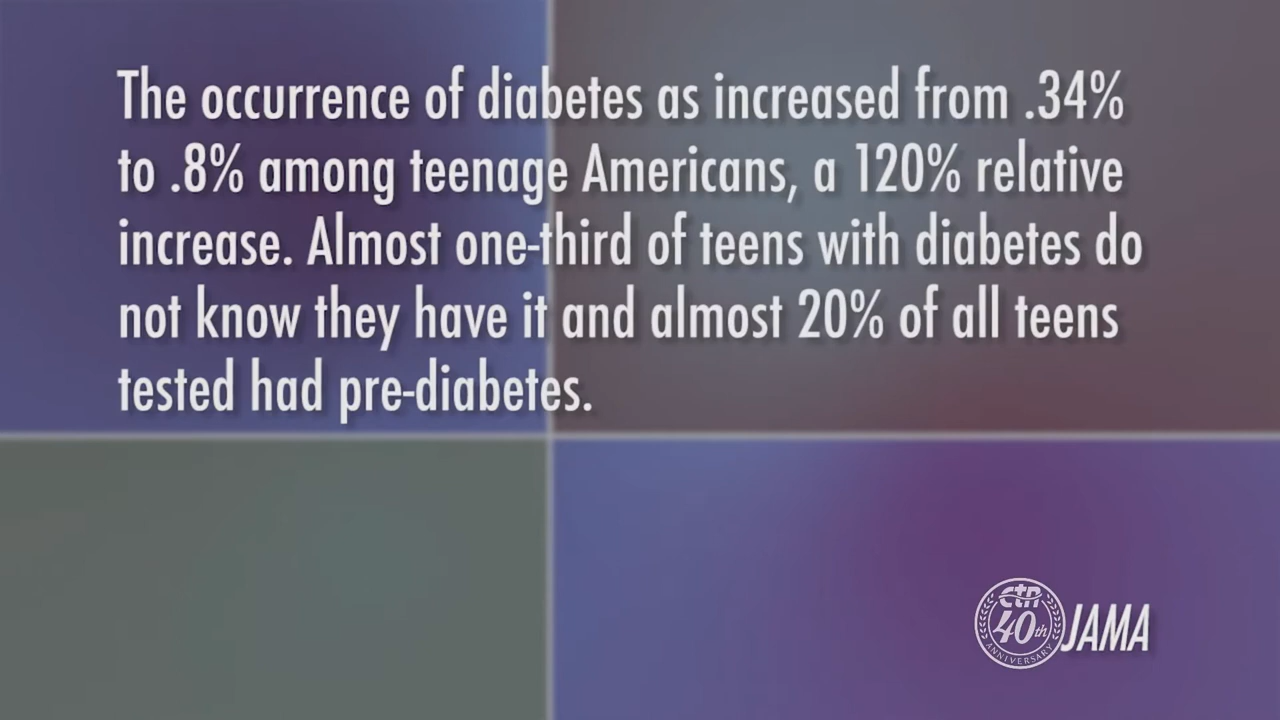 The occurrence of diabetes as increased from .34%
to .8% among teenage Americans, a 120% relative
increase. Almost one-third of teens with diabetes do
not know they have it and almost 20% of all teens
tested had pre-diabetes.
ctn
40th
ANNIVERSARY
JAMA